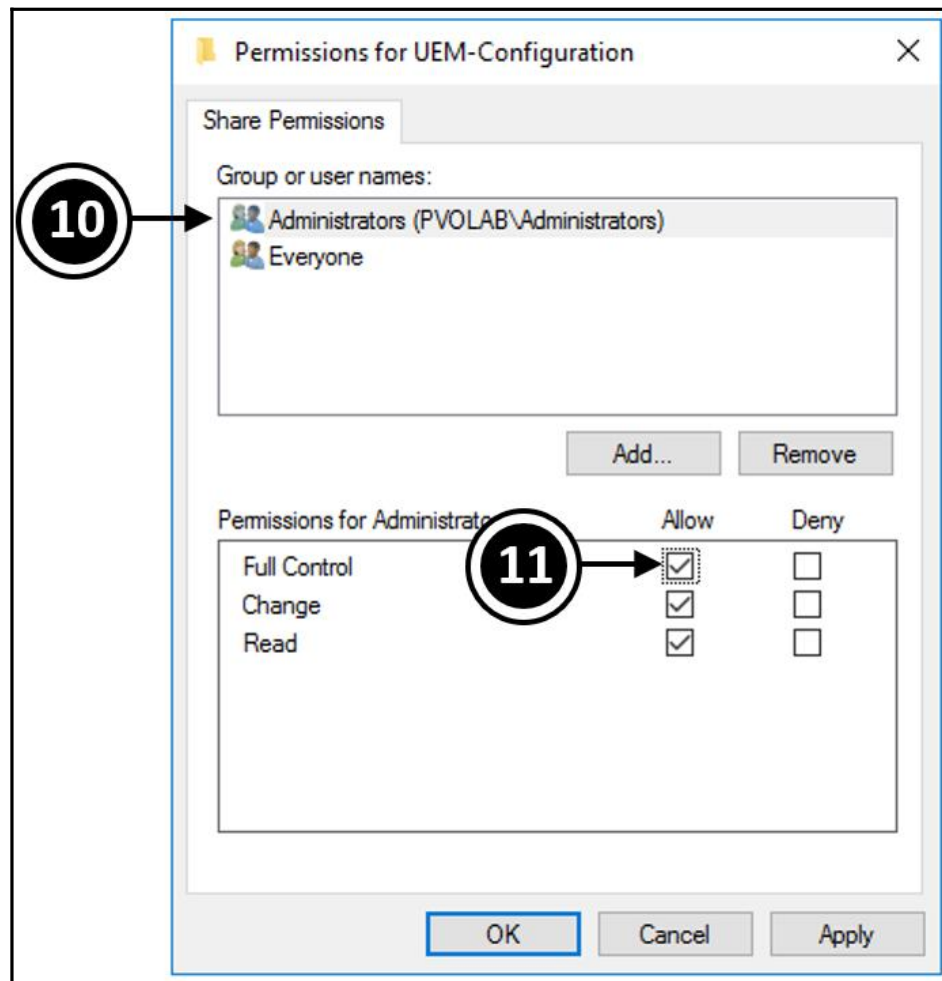 Permissions for UEM-Configuration
Share Permissions
Group or user names:
10
Administrators (PVOLAB\Administrators)
Everyone
Add... Remove
Permissions for Administrato Allow Deny
11
Full Control
Change
Read
OK Cancel Apply